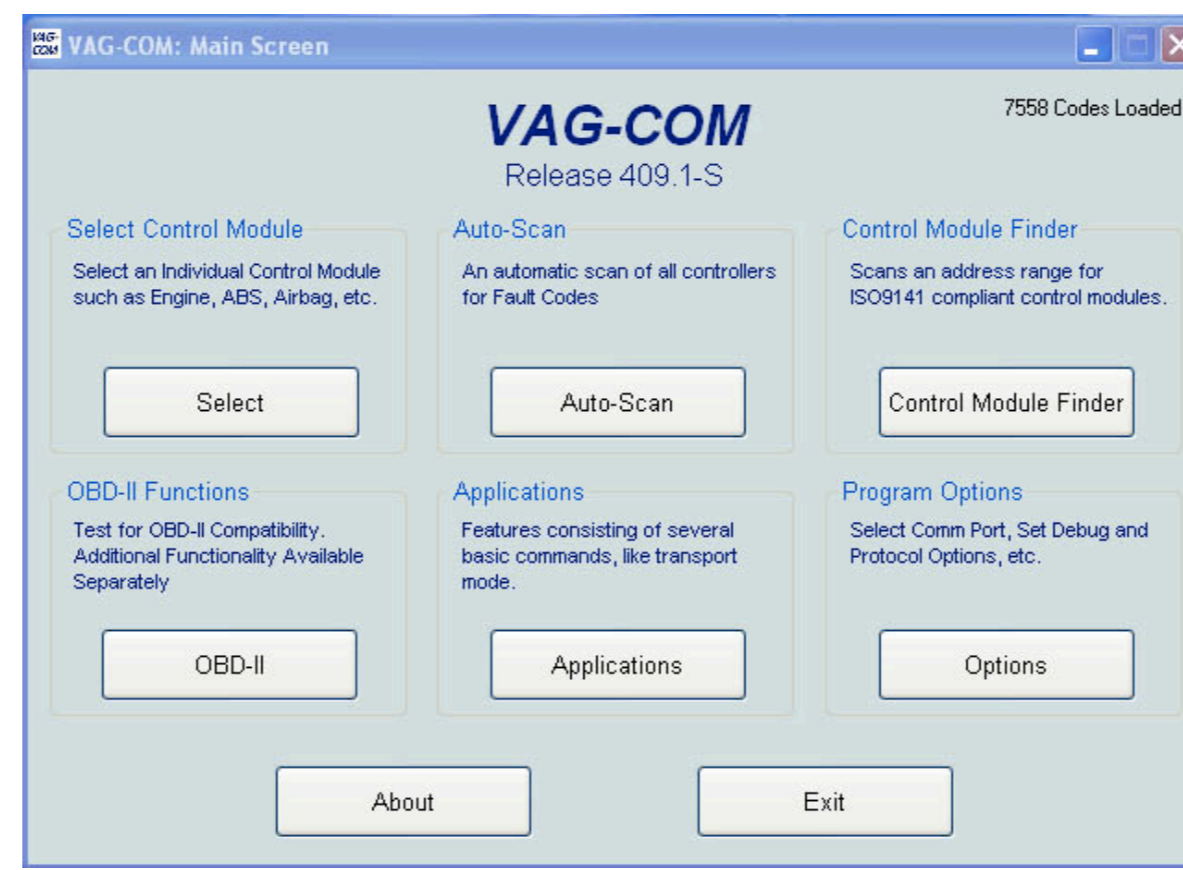 VAG-COM: Main Screen
7558 Codes Loaded
VAG-COM
Release 409.1-S
Select Control Module
Select an Individual Control Module
such as Engine, ABS, Airbag, etc.
Select
Auto-Scan
An automatic scan of all controllers
for Fault Codes
Auto-Scan
Control Module Finder
Scans an address range for
ISO9141 compliant control modules.
Control Module Finder
OBD-II Functions
Test for OBD-II Compatibility.
Additional Functionality Available
Separately
OBD-II
Applications
Features consisting of several
basic commands, like transport
mode.
Applications
Program Options
Select Comm Port, Set Debug and
Protocol Options, etc.
Options
About
Exit